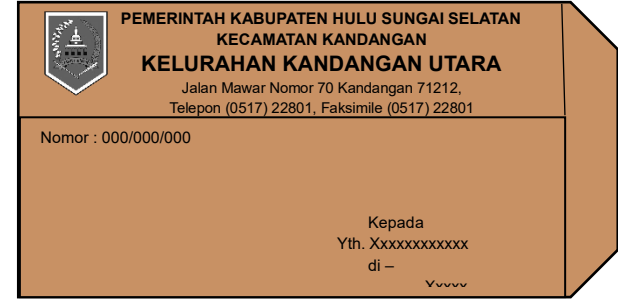 PEMERINTAH KABUPATEN HULU SUNGAI SELATAN
KECAMATAN KANDANGAN
KELURAHAN KANDANGAN UTARA
Jalan Mawar Nomor 70 Kandangan 71212,
Telepon (0517) 22801, Faksimile (0517) 22801
Nomor : 000/000/000
Kepada
Yth. Xxxxxxxxxxx
di –